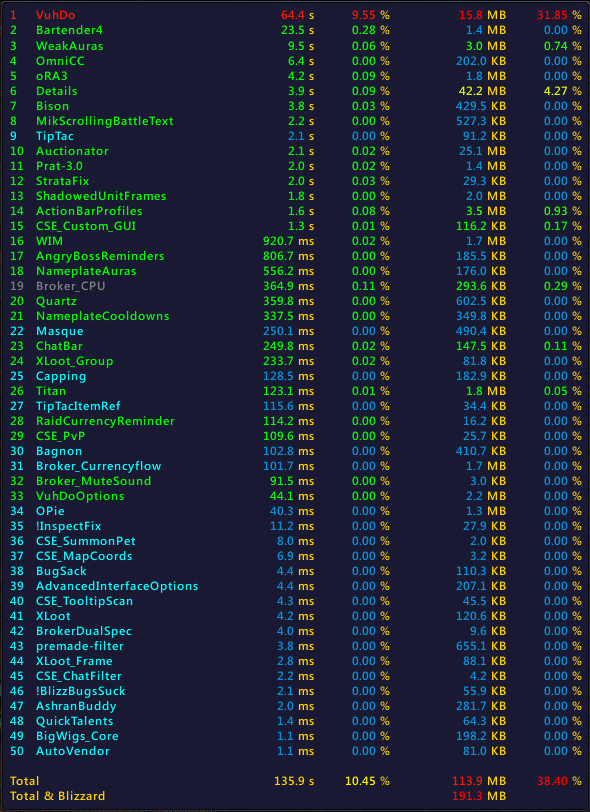 1 VuhDo 64.4 s 9.55 % 15.8 MB 31.85 %
2 Bartender4 23.5 s 0.28 % 1.4 MB 0.00 %
3 WeakAuras 9.5 s 0.06 % 3.0 MB 0.74 %
4 OmniCC 6.4 s 0.00 % 202.0 KB 0.00 %
5 oRA3 4.2 s 0.09 % 1.8 MB 0.00 %
6 Details 3.9 s 0.09 % 42.2 MB 4.27 %
7 Bison 3.8 s 0.03 % 429.5 KB 0.00 %
8 MikScrollingBattleText 2.2 s 0.00 % 527.3 KB 0.00 %
9 TipTac 2.1 s 0.00 % 91.2 KB 0.00 %
10 Auctionator 2.1 s 0.02 % 25.1 MB 0.00 %
11 Prat-3.0 2.0 s 0.02 % 1.4 MB 0.00 %
12 StrataFix 2.0 s 0.03 % 29.3 KB 0.00 %
13 ShadowedUnitFrames 1.8 s 0.00 % 2.0 MB 0.00 %
14 ActionBarProfiles 1.6 s 0.08 % 3.5 MB 0.93 %
15 CSE_Custom_GUI 1.3 s 0.01 % 116.2 KB 0.17 %
16 WIM 920.7 ms 0.02 % 1.7 MB 0.00 %
17 AngryBossReminders 806.7 ms 0.00 % 185.5 KB 0.00 %
18 NameplateAuras 556.2 ms 0.00 % 176.0 KB 0.00 %
19 Broker_CPU 364.9 ms 0.11 % 293.6 KB 0.29 %
20 Quartz 359.8 ms 0.00 % 602.5 KB 0.00 %
21 NameplateCooldowns 337.5 ms 0.00 % 349.8 KB 0.00 %
22 Masque 250.1 ms 0.00 % 490.4 KB 0.00 %
23 ChatBar 249.8 ms 0.02 % 147.5 KB 0.11 %
24 XLoot_Group 233.7 ms 0.02 % 81.8 KB 0.00 %
25 Capping 128.5 ms 0.00 % 182.9 KB 0.00 %
26 Titan 123.1 ms 0.01 % 1.8 MB 0.05 %
27 TipTacItemRef 115.6 ms 0.00 % 34.4 KB 0.00 %
28 RaidCurrencyReminder 114.2 ms 0.00 % 16.2 KB 0.00 %
29 CSE_PvP 109.6 ms 0.00 % 25.7 KB 0.00 %
30 Bagnon 102.8 ms 0.00 % 410.7 KB 0.00 %
31 Broker_Currencyflow 101.7 ms 0.00 % 1.7 MB 0.00 %
32 Broker_MuteSound 91.5 ms 0.00 % 3.0 KB 0.00 %
33 VuhDoOptions 44.1 ms 0.00 % 2.2 MB 0.00 %
34 OPie 40.3 ms 0.00 % 1.3 MB 0.00 %
35 !InspectFix 11.2 ms 0.00 % 27.9 KB 0.00 %
36 CSE_SummonPet 8.0 ms 0.00 % 2.0 KB 0.00 %
37 CSE_MapCoords 6.9 ms 0.00 % 3.2 KB 0.00 %
38 BugSack 4.4 ms 0.00 % 110.3 KB 0.00 %
39 AdvancedInterfaceOptions 4.4 ms 0.00 % 207.1 KB 0.00 %
40 CSE_TooltipScan 4.3 ms 0.00 % 45.5 KB 0.00 %
41 XLoot 4.2 ms 0.00 % 120.6 KB 0.00 %
42 BrokerDualSpec 4.0 ms 0.00 % 9.6 KB 0.00 %
43 premade-filter 3.8 ms 0.00 % 655.1 KB 0.00 %
44 XLoot_Frame 2.8 ms 0.00 % 88.1 KB 0.00 %
45 CSE_ChatFilter 2.2 ms 0.00 % 4.2 KB 0.00 %
46 !BlizzBugsSuck 2.1 ms 0.00 % 55.9 KB 0.00 %
47 AshranBuddy 2.0 ms 0.00 % 281.7 KB 0.00 %
48 QuickTalents 1.4 ms 0.00 % 64.3 KB 0.00 %
49 BigWigs_Core 1.1 ms 0.00 % 198.2 KB 0.00 %
50 AutoVendor 1.1 ms 0.00 % 81.0 KB 0.00 %
Total 135.9 s 10.45 % 113.9 MB 38.40 %
Total & Blizzard 191.3 MB